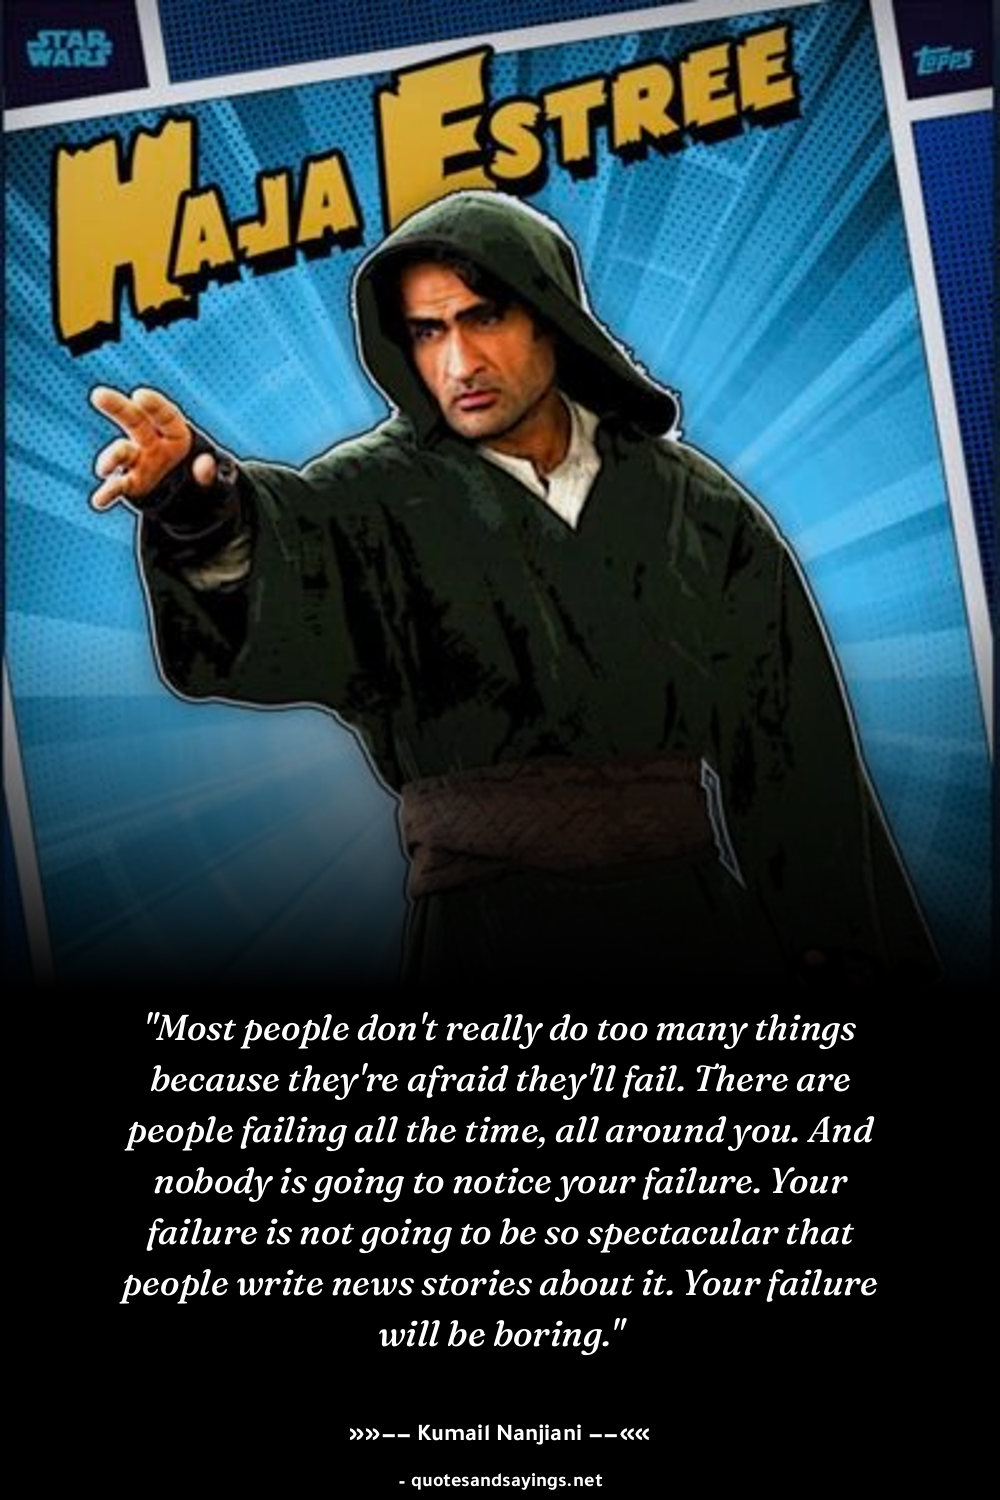 STAR
WARS
TOPPS
HAJA ESTREE
"Most people don't really do too many things
because they're afraid they'll fail. There are
people failing all the time, all around you. And
nobody is going to notice your failure. Your
failure is not going to be so spectacular that
people write news stories about it. Your failure
will be boring."
»»−− Kumail Nanjiani −−««
- quotesandsayings.net